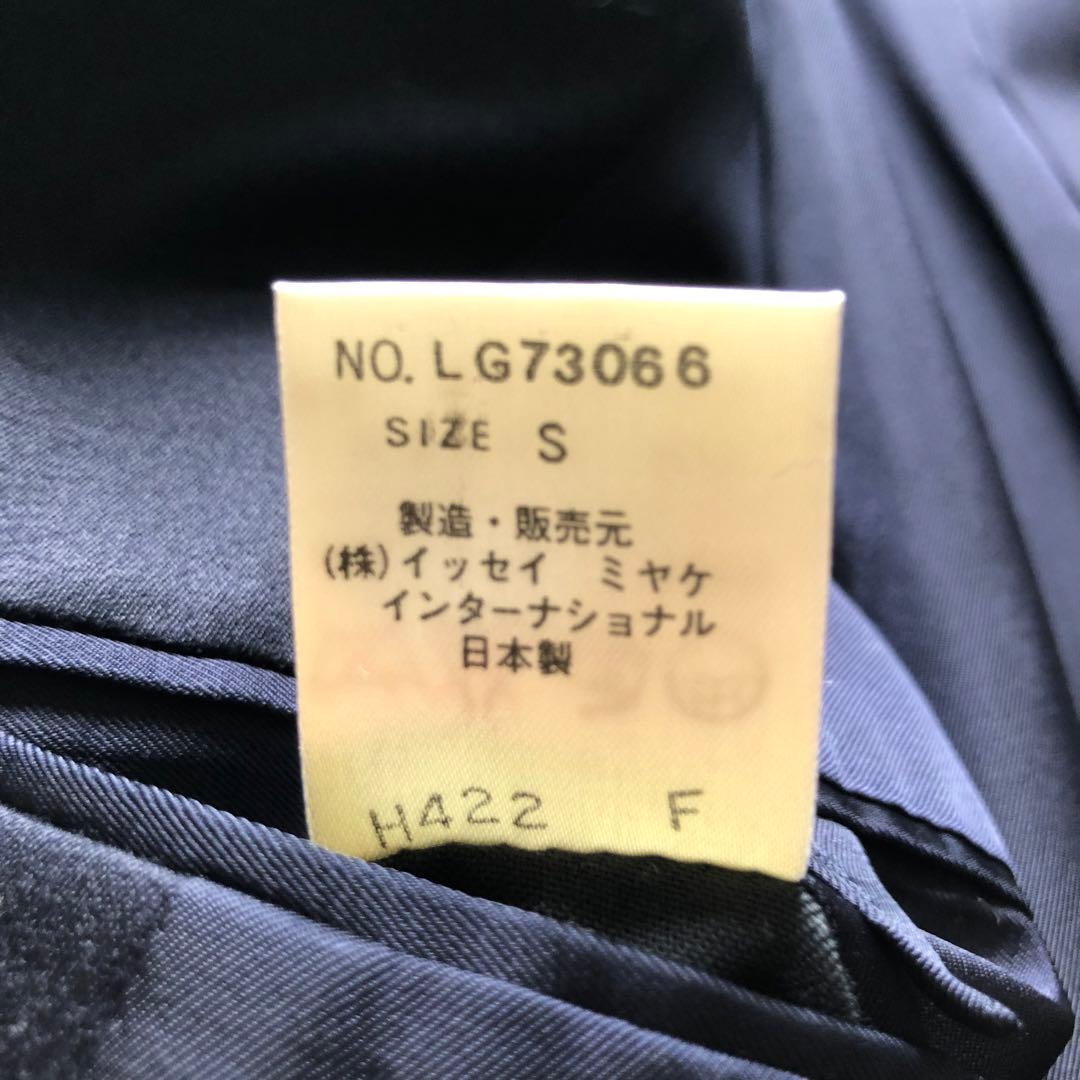 NO. LG73066
SIZE S
製造・販売元
(株)イッセイ ミヤケ
インターナショナル
日本製
H422 F